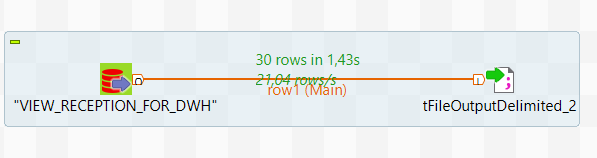 30 rows in 1,43s
21,04 rows/s
row1 (Main)
"VIEW_RECEPTION_FOR_DWH"
tFileOutputDelimited_2